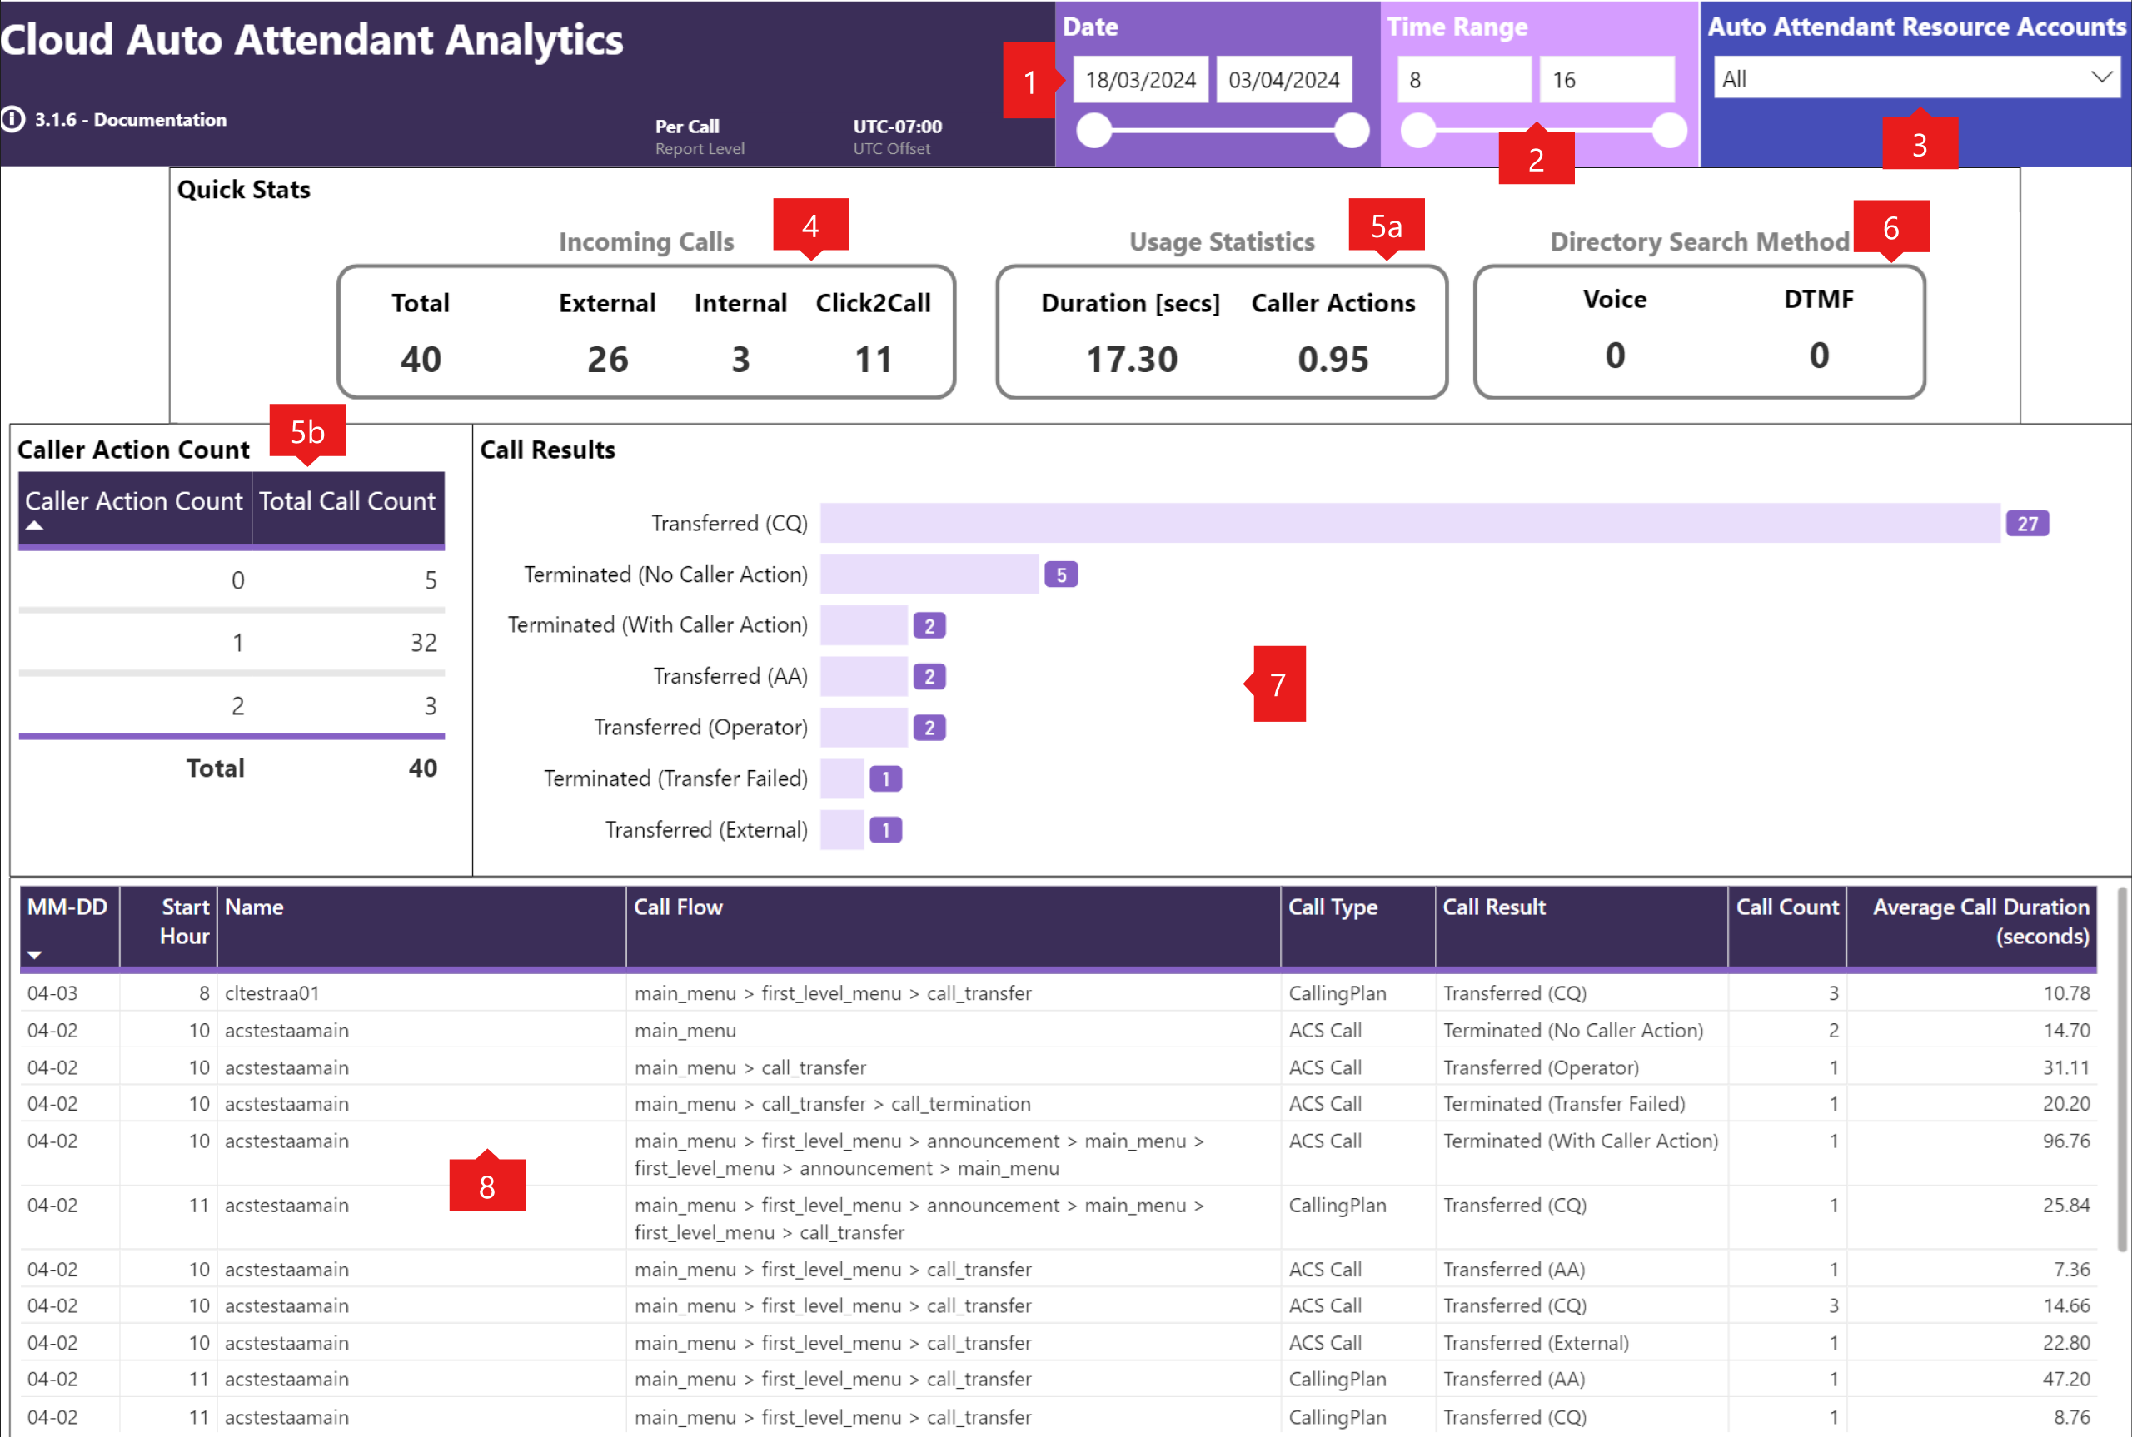 Cloud Auto Attendant Analytics
3.1.6 - Documentation
Per Call
Report Level
UTC-07:00
UTC Offset
Date
18/03/2024 03/04/2024
1
Time Range
8 16
2
Auto Attendant Resource Accounts
All
3
Quick Stats
Incoming Calls
4
Total External Internal Click2Call
40 26 3 11
Usage Statistics
5a
Duration [secs] Caller Actions
17.30 0.95
Directory Search Method
6
Voice DTMF
0 0
Caller Action Count
5b
Caller Action Count Total Call Count
0 5
1 32
2 3
Total 40
Call Results
Transferred (CQ) 27
Terminated (No Caller Action) 5
Terminated (With Caller Action) 2
Transferred (AA) 2
Transferred (Operator) 2
Terminated (Transfer Failed) 1
Transferred (External) 1
7
MM-DD Start Name Call Flow Call Type Call Result Call Count Average Call Duration
Hour (seconds)
04-03 8 cltestraa01 main_menu > first_level_menu > call_transfer CallingPlan Transferred (CQ) 3 10.78
04-02 10 acstestaamain main_menu ACS Call Terminated (No Caller Action) 2 14.70
04-02 10 acstestaamain main_menu > call_transfer ACS Call Transferred (Operator) 1 31.11
04-02 10 acstestaamain main_menu > call_transfer > call_termination ACS Call Terminated (Transfer Failed) 1 20.20
04-02 10 acstestaamain main_menu > first_level_menu > announcement > main_menu > ACS Call Terminated (With Caller Action) 1 96.76
first_level_menu > announcement > main_menu
8
04-02 11 acstestaamain main_menu > first_level_menu > announcement > main_menu > CallingPlan Transferred (CQ) 1 25.84
first_level_menu > call_transfer
04-02 10 acstestaamain main_menu > first_level_menu > call_transfer ACS Call Transferred (AA) 1 7.36
04-02 10 acstestaamain main_menu > first_level_menu > call_transfer ACS Call Transferred (CQ) 3 14.66
04-02 10 acstestaamain main_menu > first_level_menu > call_transfer ACS Call Transferred (External) 1 22.80
04-02 11 acstestaamain main_menu > first_level_menu > call_transfer CallingPlan Transferred (AA) 1 47.20
04-02 11 acstestaamain main_menu > first_level_menu > call_transfer CallingPlan Transferred (CQ) 1 8.76